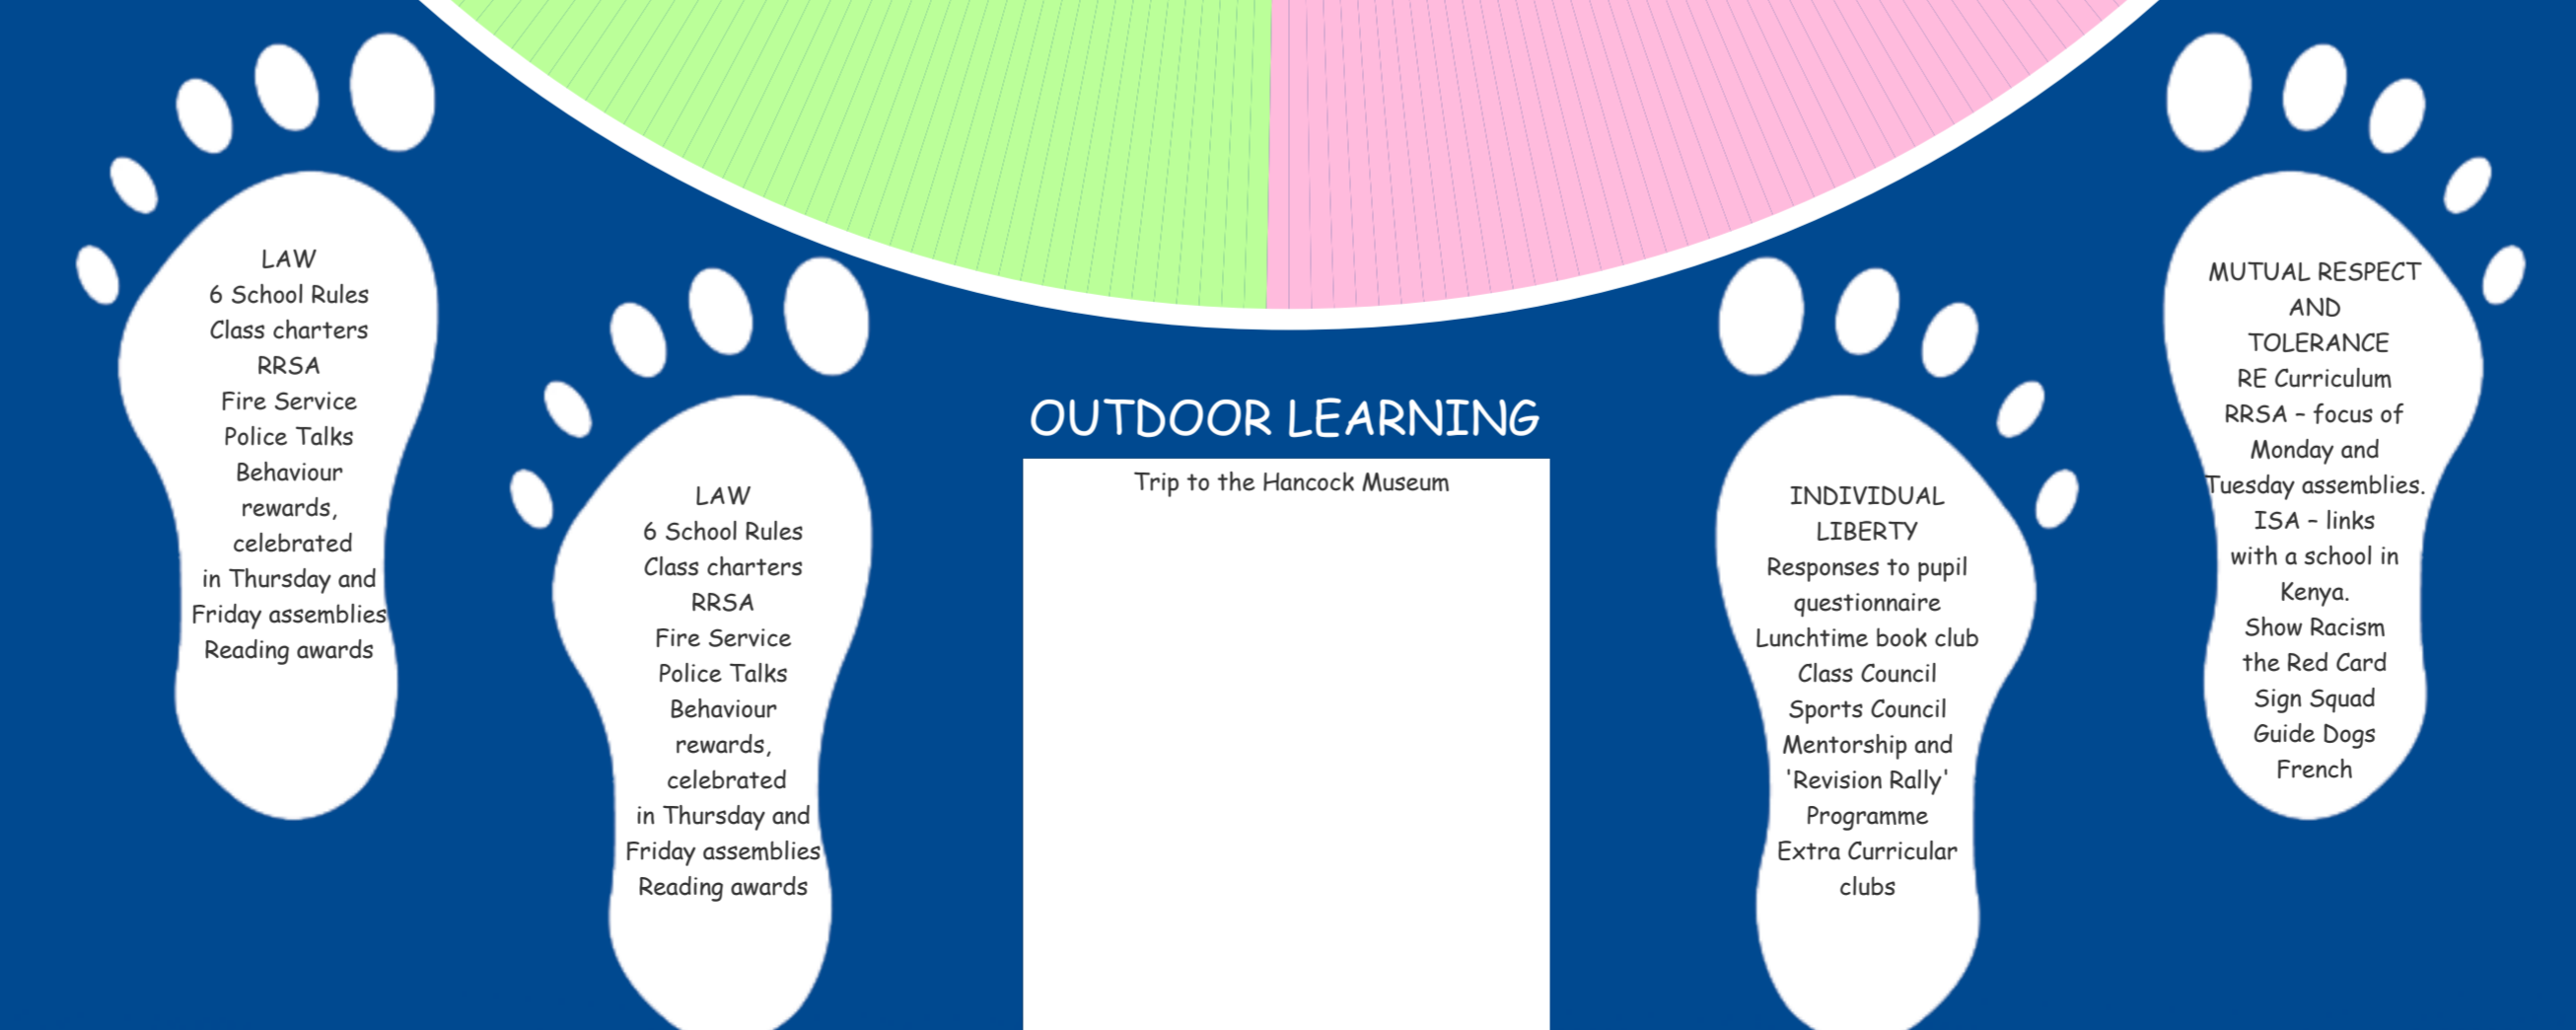 LAW
6 School Rules
Class charters
RRSA
Fire Service
Police Talks
Behaviour
rewards,
celebrated
in Thursday and
Friday assemblies
Reading awards
LAW
6 School Rules
Class charters
RRSA
Fire Service
Police Talks
Behaviour
rewards,
celebrated
in Thursday and
Friday assemblies
Reading awards
OUTDOOR LEARNING
Trip to the Hancock Museum
INDIVIDUAL
LIBERTY
Responses to pupil
questionnaire
Lunchtime book club
Class Council
Sports Council
Mentorship and
'Revision Rally'
Programme
Extra Curricular
clubs
MUTUAL RESPECT
AND
TOLERANCE
RE Curriculum
RRSA – focus of
Monday and
Tuesday assemblies.
ISA – links
with a school in
Kenya.
Show Racism
the Red Card
Sign Squad
Guide Dogs
French